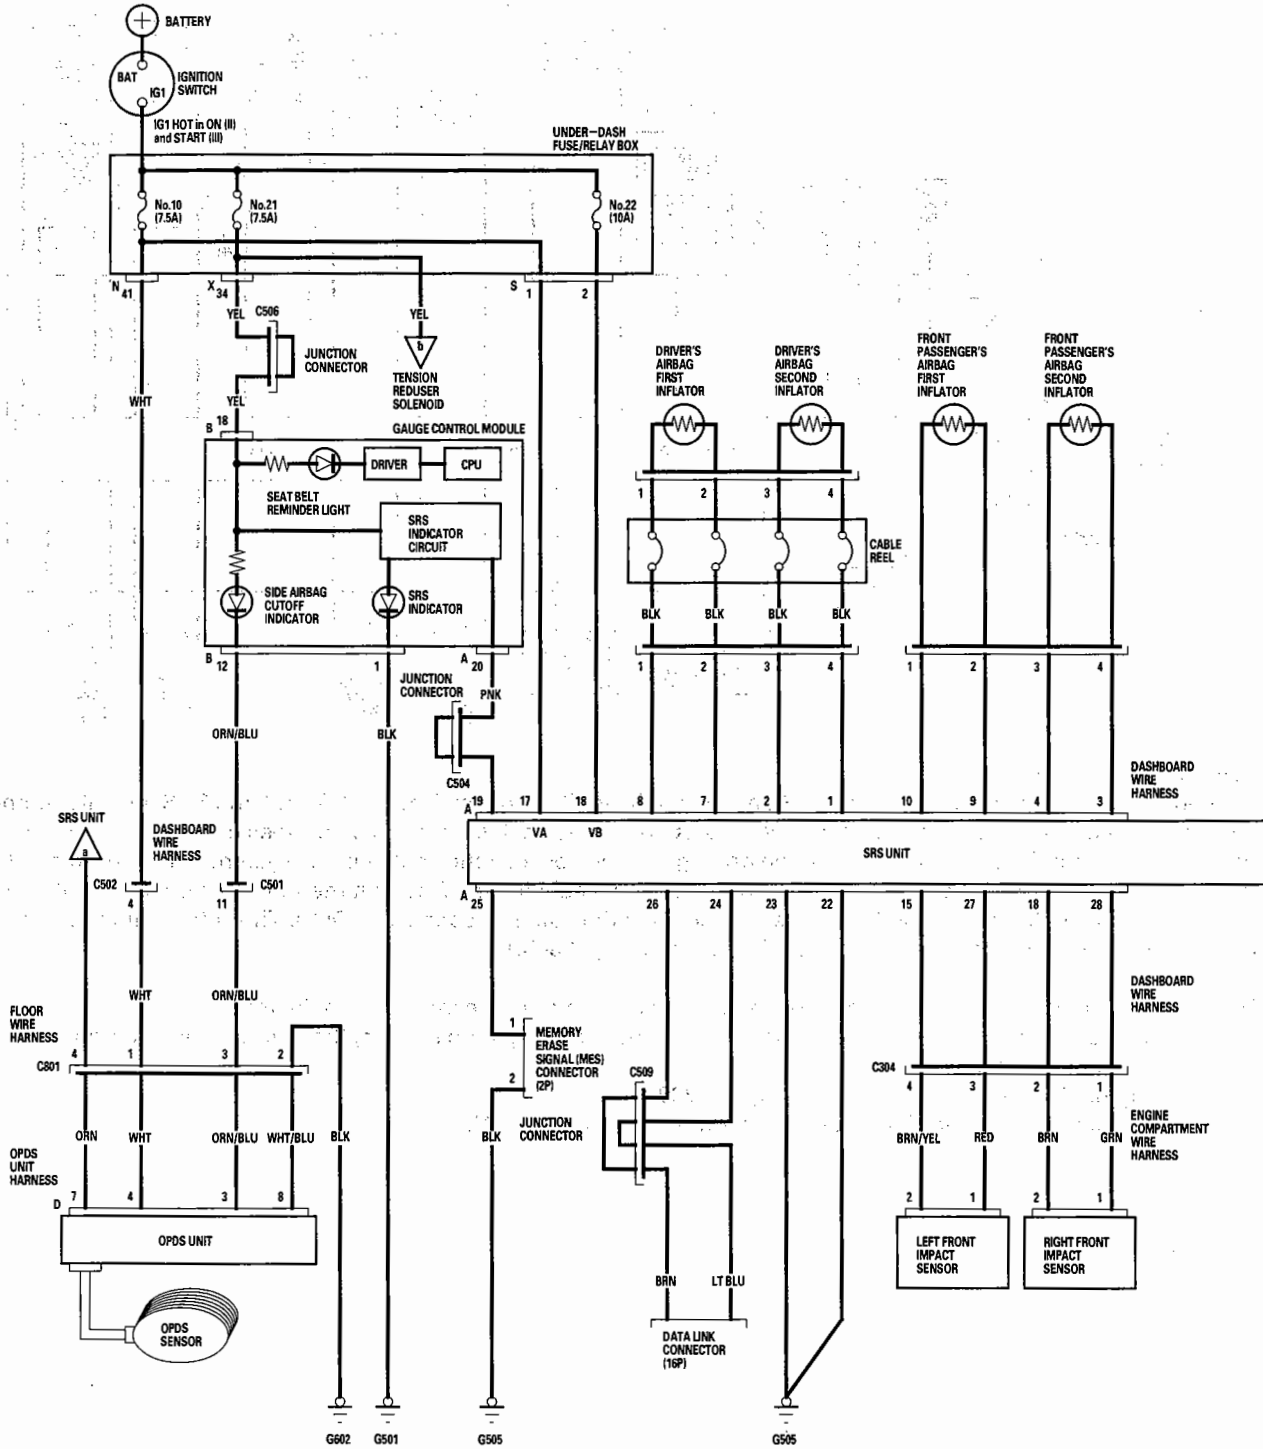 BATTERY
BAT
IG1
IGNITION
SWITCH
IG1 HOT in ON (II)
and START (III)
UNDER-DASH
FUSE/RELAY BOX
No.10
(7.5A)
No.21
(7.5A)
No.22
(10A)
N 41
X 34
S 1 2
YEL
C506
YEL
JUNCTION
CONNECTOR
b
TENSION
REDUSER
SOLENOID
WHT
YEL
B 18
GAUGE CONTROL MODULE
DRIVER
CPU
SEAT BELT
REMINDER LIGHT
SRS
INDICATOR
CIRCUIT
SIDE AIRBAG
CUTOFF
INDICATOR
SRS
INDICATOR
B 12 1 A 20
DRIVER'S
AIRBAG
FIRST
INFLATOR
DRIVER'S
AIRBAG
SECOND
INFLATOR
FRONT
PASSENGER'S
AIRBAG
FIRST
INFLATOR
FRONT
PASSENGER'S
AIRBAG
SECOND
INFLATOR
1 2 3 4
CABLE
REEL
BLK BLK BLK BLK
1 2 3 4
1 2 3 4
JUNCTION
CONNECTOR
PNK
ORN/BLU
BLK
C504
DASHBOARD
WIRE
HARNESS
A 19 17 18 8 7 2 1 10 9 4 3
VA VB
SRS UNIT
A 25 26 24 23 22 15 27 18 28
SRS UNIT
a
DASHBOARD
WIRE
HARNESS
C502
C501
4 11
WHT
ORN/BLU
FLOOR
WIRE
HARNESS
4 1 3 2
C801
ORN WHT ORN/BLU WHT/BLU BLK
OPDS
UNIT
HARNESS
D 7 4 3 8
OPDS UNIT
OPDS
SENSOR
1
MEMORY
ERASE
SIGNAL (MES)
CONNECTOR
(2P)
2
BLK
C509
JUNCTION
CONNECTOR
BRN LT BLU
DATA LINK
CONNECTOR
(16P)
DASHBOARD
WIRE
HARNESS
C304
4 3 2 1
ENGINE
COMPARTMENT
WIRE
HARNESS
BRN/YEL RED BRN GRN
2 1 2 1
LEFT FRONT
IMPACT
SENSOR
RIGHT FRONT
IMPACT
SENSOR
G602 G501 G505 G505